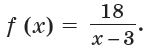 f (x) = 18 / x – 3.